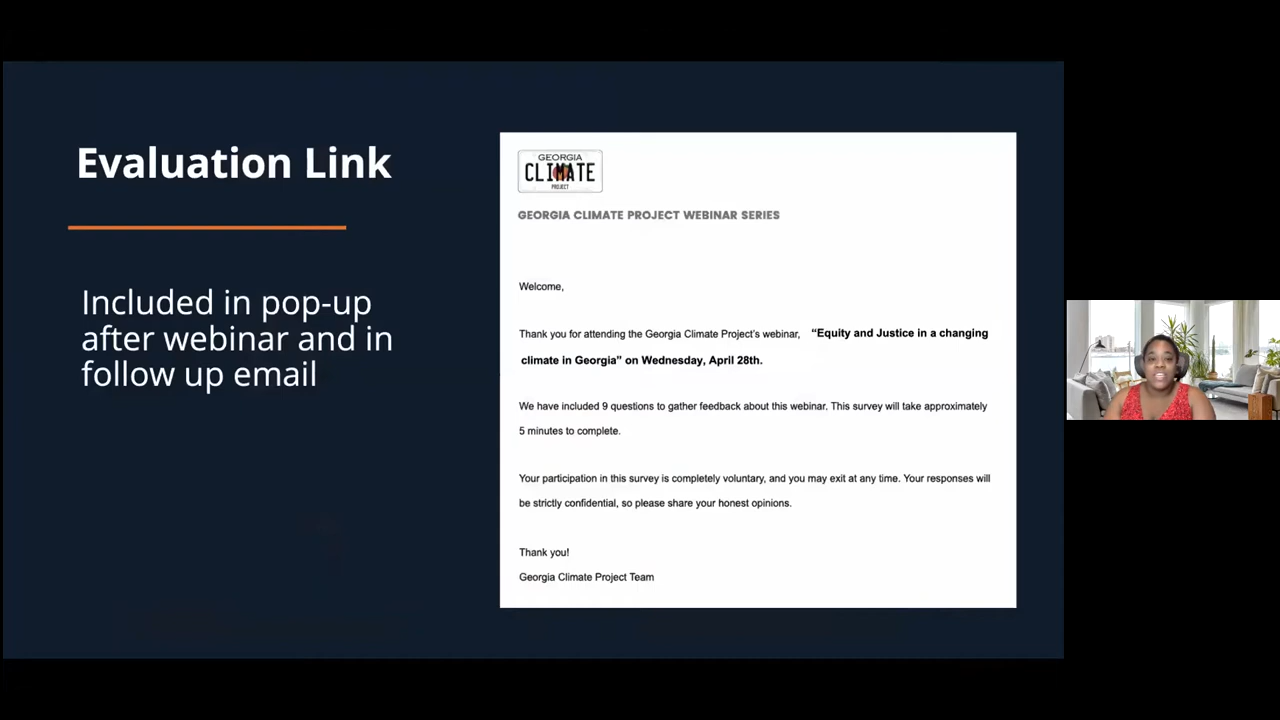 Evaluation Link
Included in pop-up
after webinar and in
follow up email
GEORGIA
CLIMATE
PROJECT
GEORGIA CLIMATE PROJECT WEBINAR SERIES
Welcome,
Thank you for attending the Georgia Climate Project's webinar, “Equity and Justice in a changing
climate in Georgia” on Wednesday, April 28th.
We have included 9 questions to gather feedback about this webinar. This survey will take approximately
5 minutes to complete.
Your participation in this survey is completely voluntary, and you may exit at any time. Your responses will
be strictly confidential, so please share your honest opinions.
Thank you!
Georgia Climate Project Team